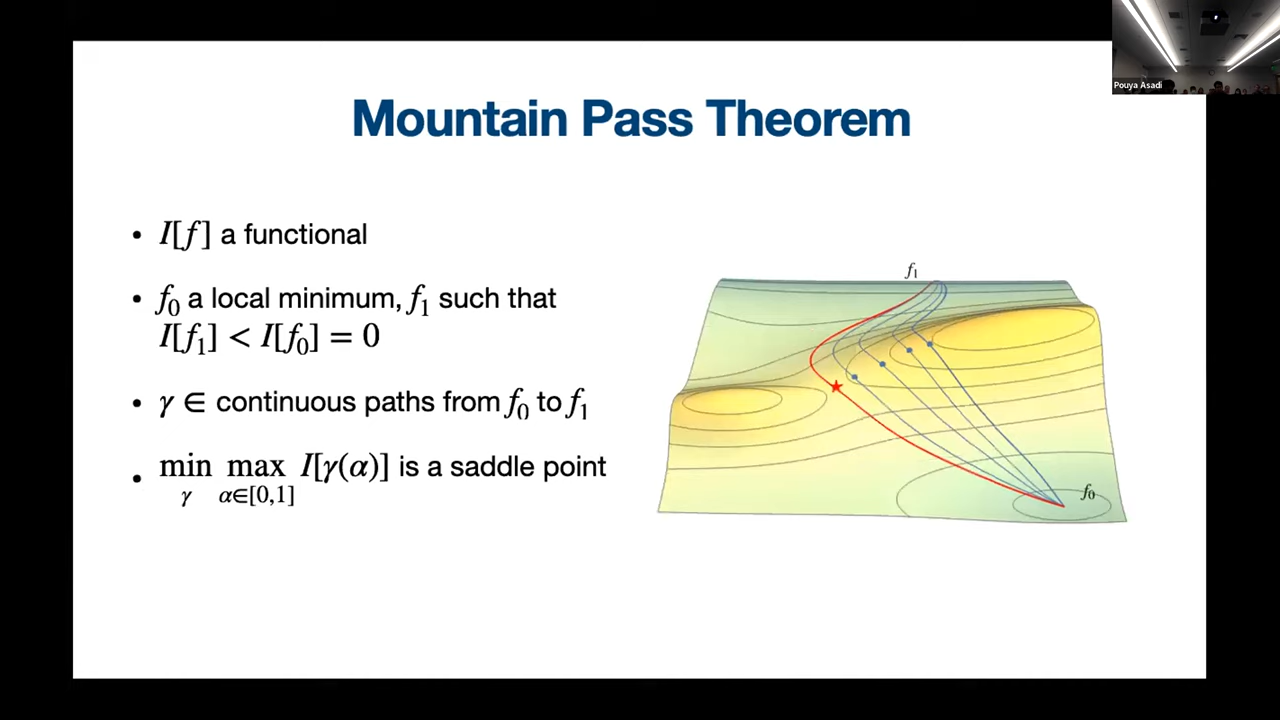 Pouya Asadi
Mountain Pass Theorem
• I[f] a functional
• f₀ a local minimum, f₁ such that
I[f₁] < I[f₀] = 0
• γ ∈ continuous paths from f₀ to f₁
• min max I[γ(α)] is a saddle point
γ α∈[0,1]
f₁
f₀